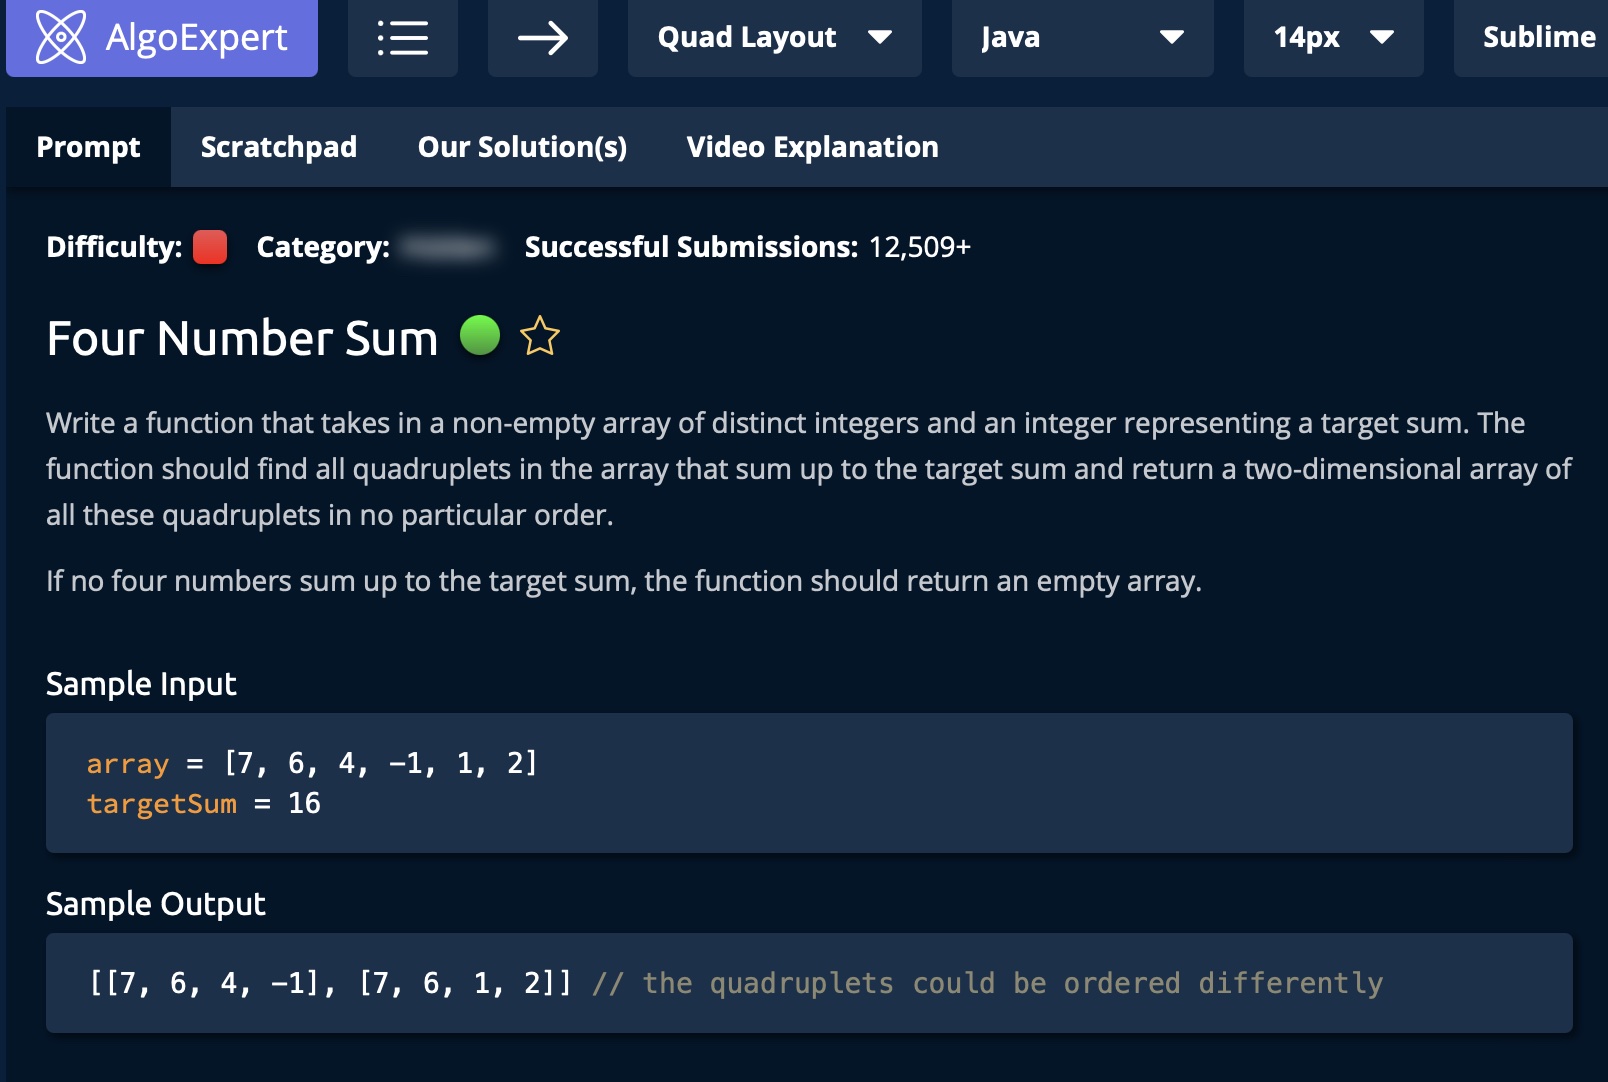 AlgoExpert Quad Layout Java 14px Sublime
Prompt Scratchpad Our Solution(s) Video Explanation
Difficulty: Category: Successful Submissions: 12,509+
Four Number Sum
Write a function that takes in a non-empty array of distinct integers and an integer representing a target sum. The
function should find all quadruplets in the array that sum up to the target sum and return a two-dimensional array of
all these quadruplets in no particular order.
If no four numbers sum up to the target sum, the function should return an empty array.
Sample Input
array = [7, 6, 4, -1, 1, 2]
targetSum = 16
Sample Output
[[7, 6, 4, -1], [7, 6, 1, 2]] // the quadruplets could be ordered differently